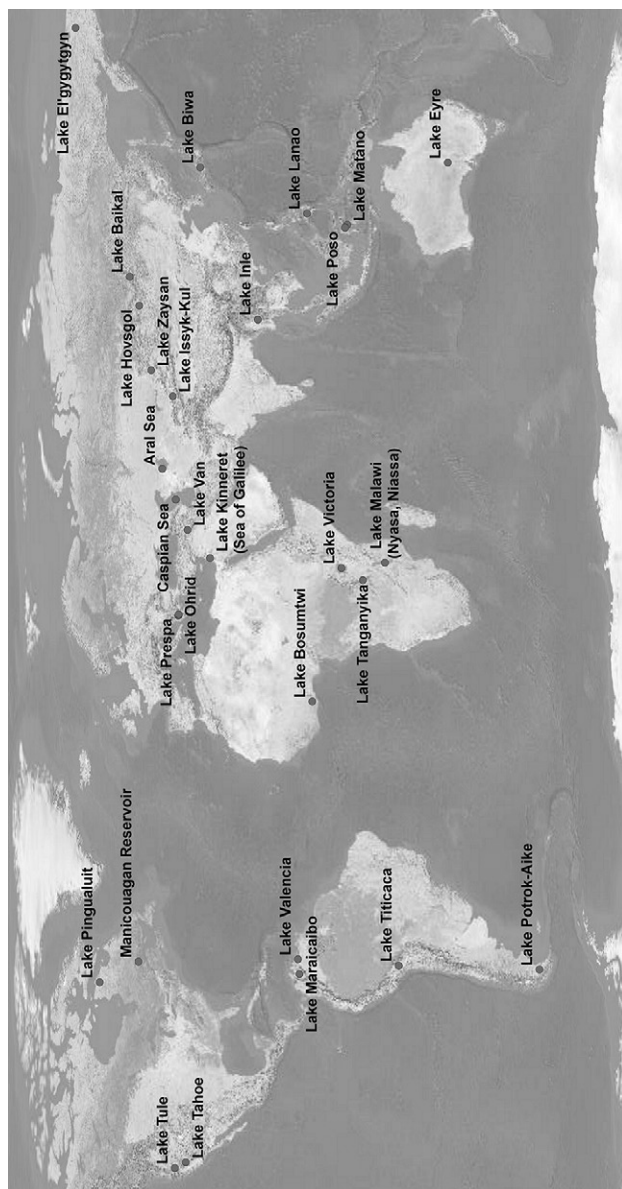 Lake El'gygytgyn
Lake Biwa
Lake Baikal
Lake Hovsgol
Lake Zaysan
Lake Issyk-Kul
Lake Inle
Lake Lanao
Lake Matano
Lake Poso
Lake Eyre
Aral Sea
Caspian Sea
Lake Van
Lake Kinneret
(Sea of Galilee)
Lake Prespa
Lake Ohrid
Lake Victoria
Lake Malawi
(Nyasa, Niassa)
Lake Tanganyika
Lake Bosumtwi
Lake Pingualuit
Manicouagan Reservoir
Lake Valencia
Lake Maraicaibo
Lake Titicaca
Lake Potrok-Aike
Lake Tule
Lake Tahoe